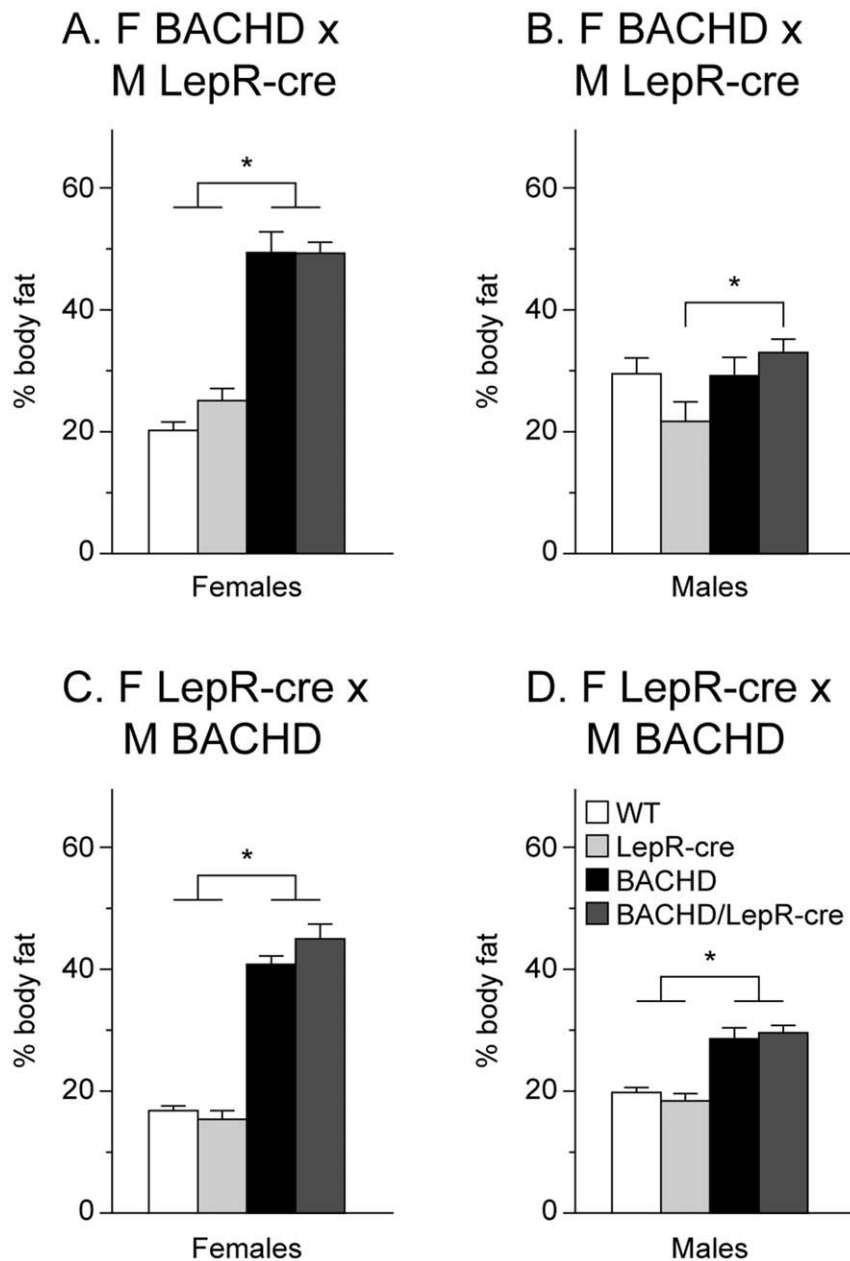 A. F BACHD x
M LepR-cre
60
40
20
0
% body fat
*
Females
B. F BACHD x
M LepR-cre
60
40
20
0
% body fat
*
Males
C. F LepR-cre x
M BACHD
60
40
20
0
% body fat
*
Females
D. F LepR-cre x
M BACHD
60
40
20
0
% body fat
WT
LepR-cre
BACHD
BACHD/LepR-cre
*
Males